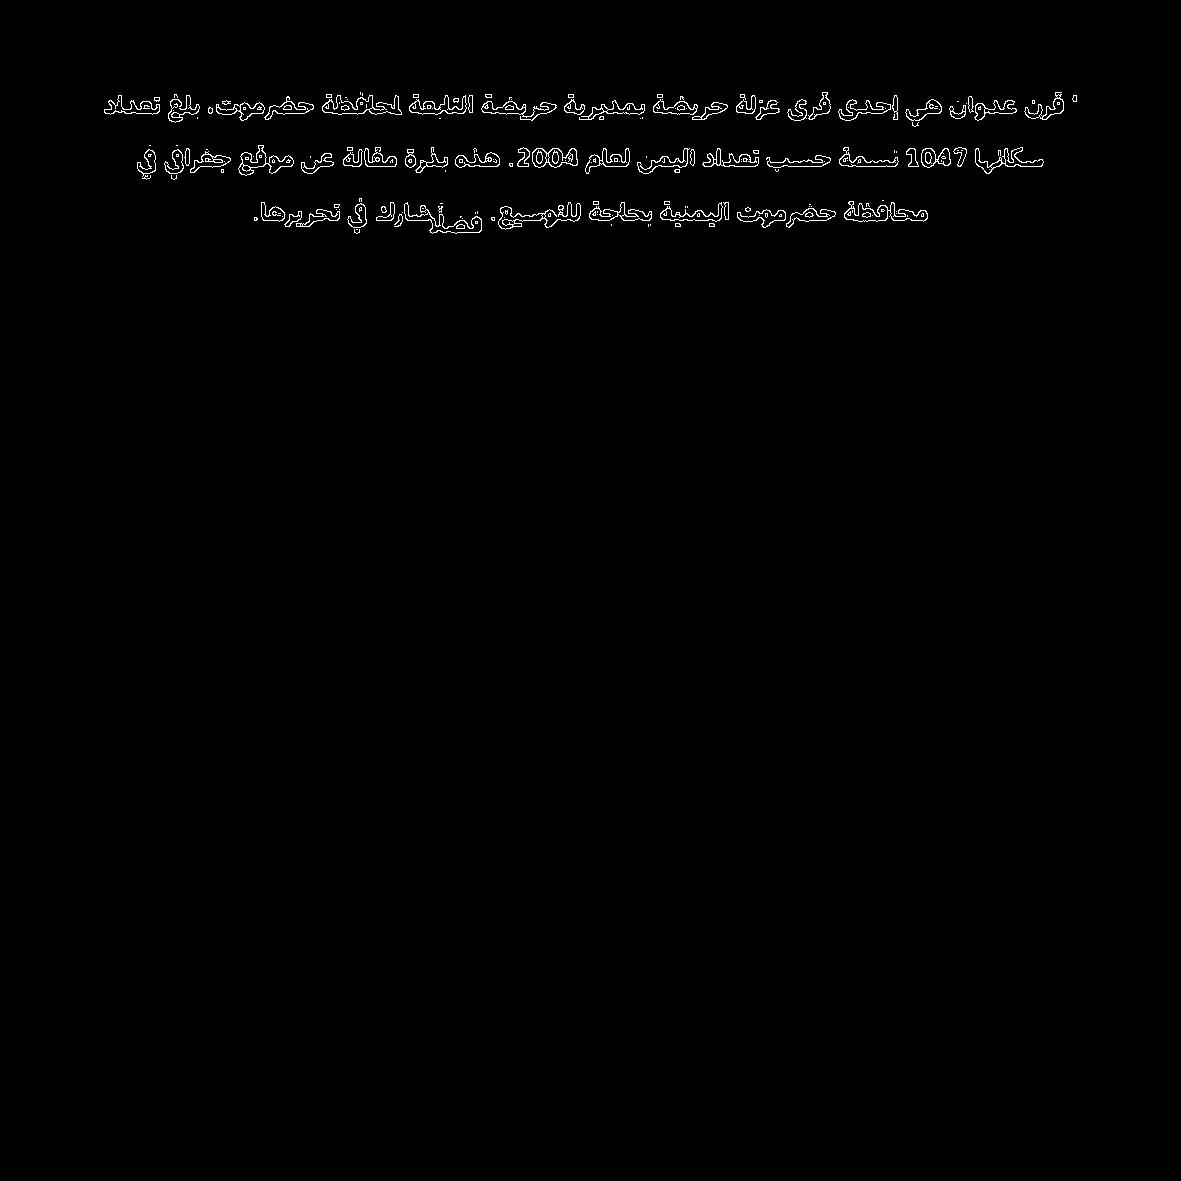 ' قرن عدوان هي إحدى قرى عزلة حريضة بمديرية حريضة التابعة لمحافظة حضرموت، بلغ تعداد
سكانها 1047 نسمة حسب تعداد اليمن لعام 2004. هذه بذرة مقالة عن موقع جغرافي في
محافظة حضرموت اليمنية بحاجة للتوسيع. فضلًا شارك في تحريرها.